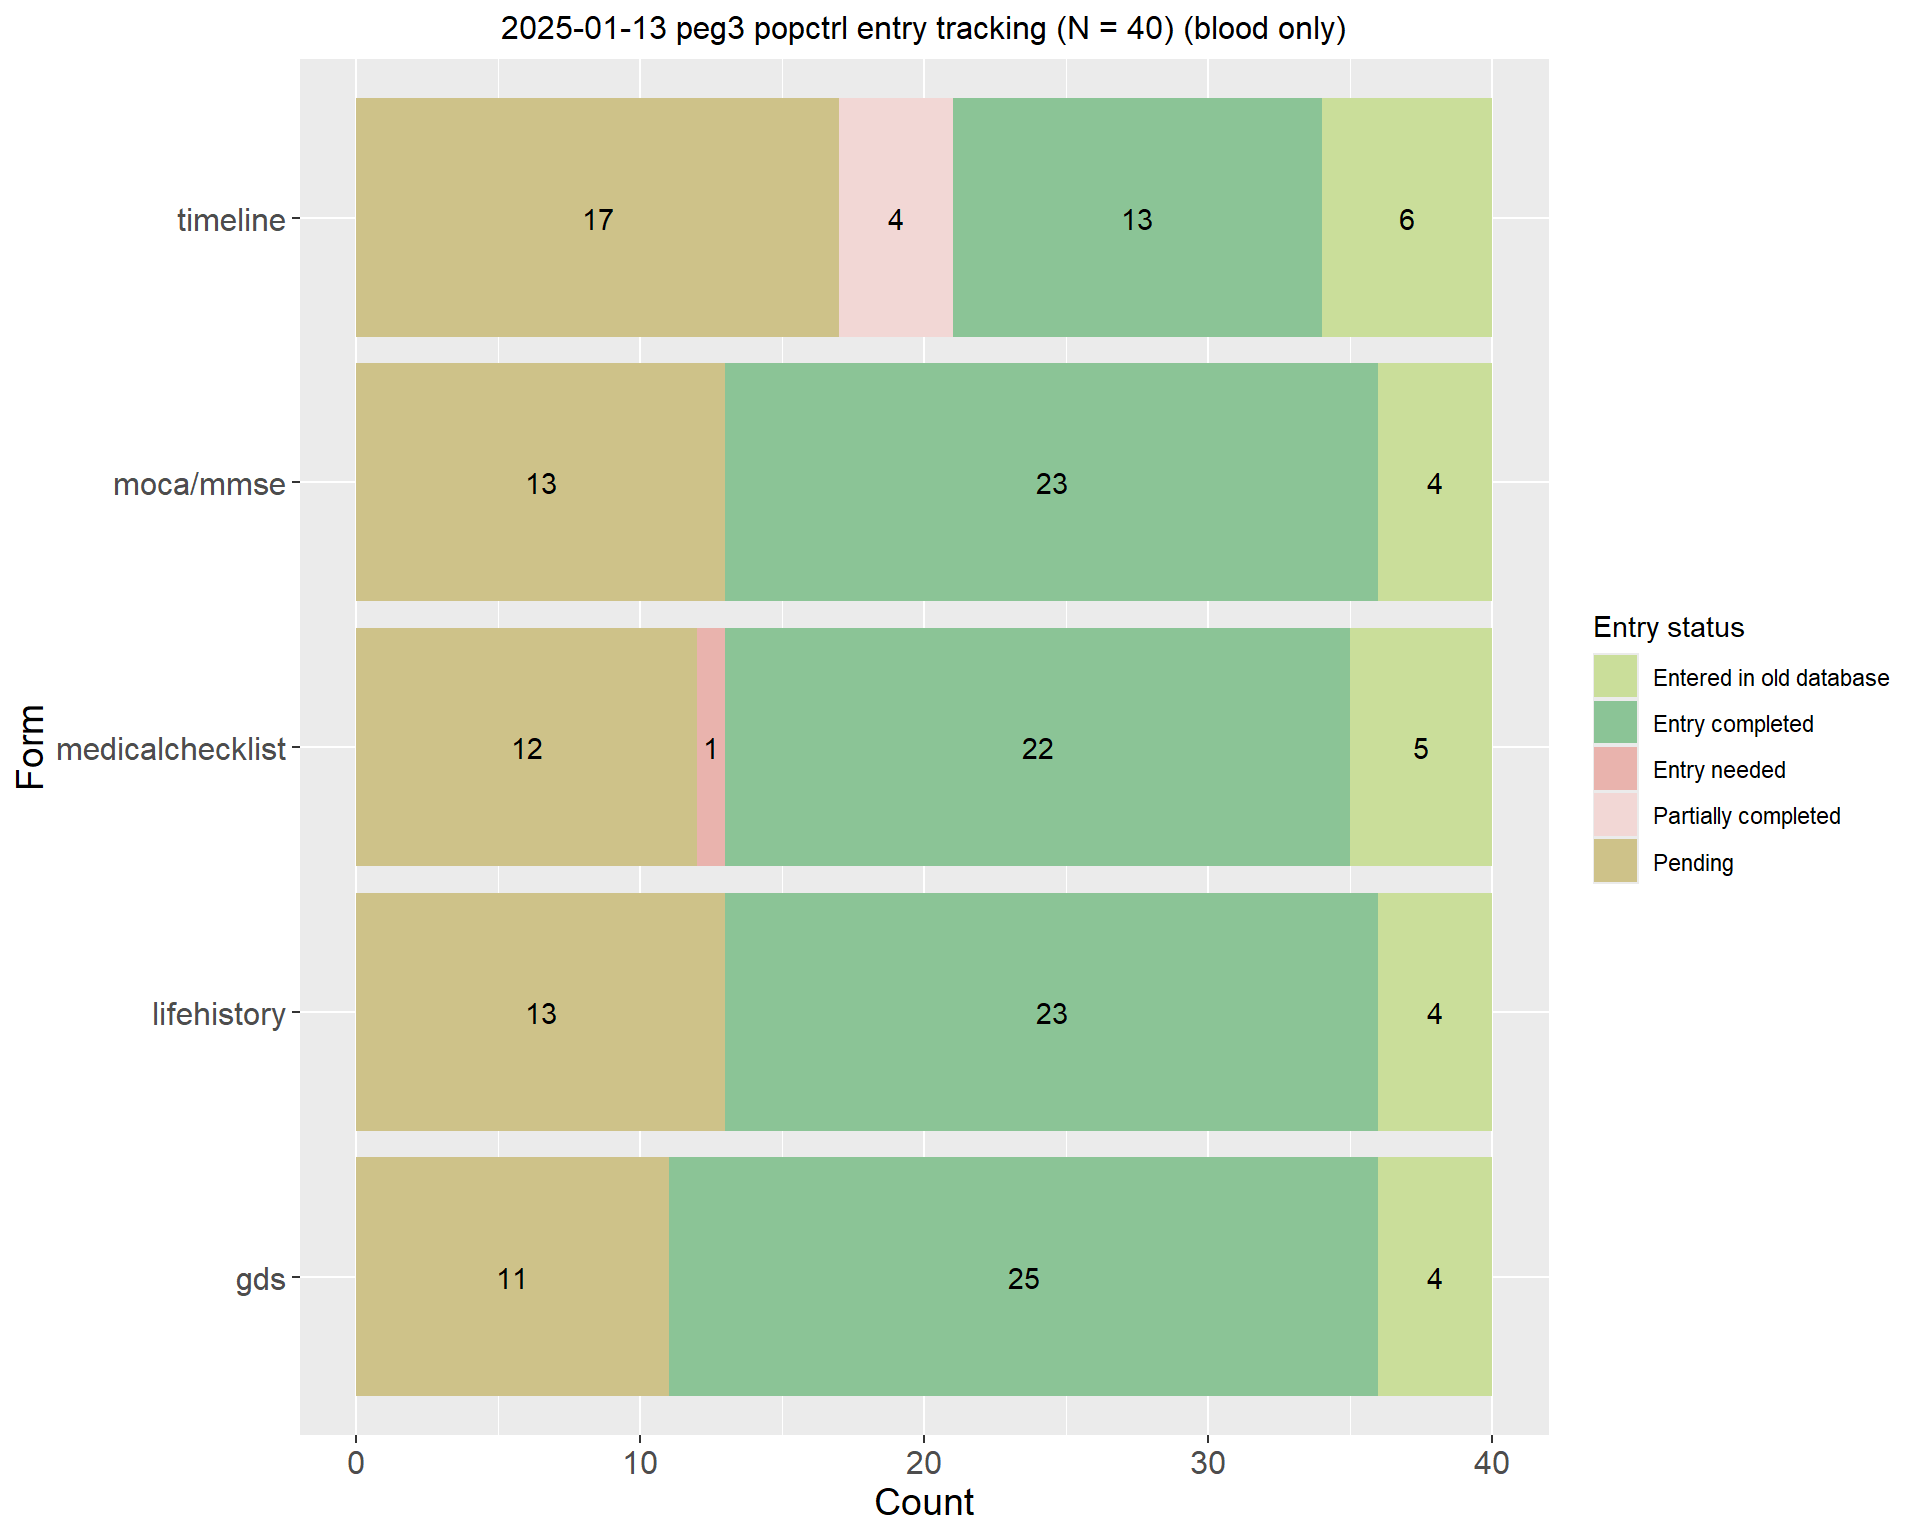 2025-01-13 peg3 popctrl entry tracking (N = 40) (blood only)
timeline
17
4
13
6
moca/mmse
13
23
4
Form
medicalchecklist
12
1
22
5
lifehistory
13
23
4
gds
11
25
4
0
10
20
30
40
Count
Entry status
Entered in old database
Entry completed
Entry needed
Partially completed
Pending